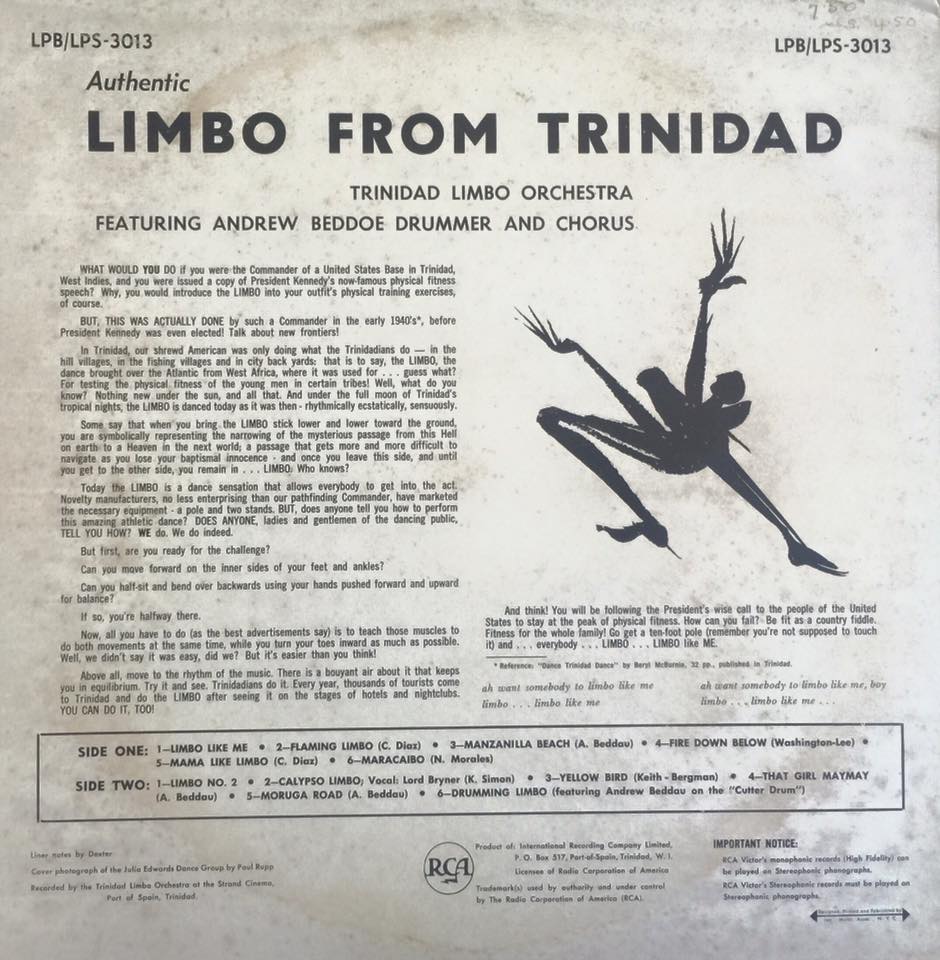 7 50
4.50
LPB/LPS-3013
LPB/LPS-3013
Authentic
LIMBO FROM TRINIDAD
TRINIDAD LIMBO ORCHESTRA
FEATURING ANDREW BEDDOE DRUMMER AND CHORUS
WHAT WOULD YOU DO if you were the Commander of a United States Base in Trinidad,
West Indies, and you were issued a copy of President Kennedy's now-famous physical fitness
speech? Why, you would introduce the LIMBO into your outfit's physical training exercises,
of course.
BUT, THIS WAS ACTUALLY DONE by such a Commander in the early 1940's*, before
President Kennedy was even elected! Talk about new frontiers!
In Trinidad, our shrewd American was only doing what the Trinidadians do — in the
hill villages, in the fishing villages and in city back yards: that is to say, the LIMBO, the
dance brought over the Atlantic from West Africa, where it was used for . . . guess what?
For testing the physical fitness of the young men in certain tribes! Well, what do you
know? Nothing new under the sun, and all that. And under the full moon of Trinidad's
tropical nights, the LIMBO is danced today as it was then - rhythmically ecstatically, sensuously.
Some say that when you bring the LIMBO stick lower and lower toward the ground,
you are symbolically representing the narrowing of the mysterious passage from this Hell
on earth to a Heaven in the next world; a passage that gets more and more difficult to
navigate as you lose your baptismal innocence - and once you leave this side, and until
you get to the other side, you remain in . . . LIMBO. Who knows?
Today the LIMBO is a dance sensation that allows everybody to get into the act.
Novelty manufacturers, no less enterprising than our pathfinding Commander, have marketed
the necessary equipment - a pole and two stands. BUT, does anyone tell you how to perform
this amazing athletic dance? DOES ANYONE, ladies and gentlemen of the dancing public,
TELL YOU HOW? WE do. We do indeed.
But first, are you ready for the challenge?
Can you move forward on the inner sides of your feet and ankles?
Can you half-sit and bend over backwards using your hands pushed forward and upward
for balance?
If so, you're halfway there.
Now, all you have to do (as the best advertisements say) is to teach those muscles to
do both movements at the same time, while you turn your toes inward as much as possible.
Well, we didn't say it was easy, did we? But it's easier than you think!
Above all, move to the rhythm of the music. There is a bouyant air about it that keeps
you in equilibrium. Try it and see. Trinidadians do it. Every year, thousands of tourists come
to Trinidad and do the LIMBO after seeing it on the stages of hotels and nightclubs.
YOU CAN DO IT, TOO!
And think! You will be following the President's wise call to the people of the United
States to stay at the peak of physical fitness. How can you fail? Be fit as a country fiddle.
Fitness for the whole family! Go get a ten-foot pole (remember you're not supposed to touch
it) and . . . everybody . . . LIMBO . . . LIMBO like ME.
* Reference: "Dance Trinidad Dance" by Beryl McBurnie, 32 pp., published in Trinidad.
ah want somebody to limbo like me
limbo . . . limbo like me
ah want somebody to limbo like me, boy
limbo . . . limbo like me . . .
SIDE ONE: 1—LIMBO LIKE ME • 2—FLAMING LIMBO (C. Diaz) • 3—MANZANILLA BEACH (A. Beddau) • 4—FIRE DOWN BELOW (Washington-Lee) •
5—MAMA LIKE LIMBO (C. Diaz) • 6—MARACAIBO (N. Morales)
SIDE TWO: 1—LIMBO NO. 2 • 2—CALYPSO LIMBO; Vocal: Lord Bryner (K. Simon) • 3—YELLOW BIRD (Keith - Bergman) • 4—THAT GIRL MAYMAY
(A. Beddau) • 5—MORUGA ROAD (A. Beddau) • 6—DRUMMING LIMBO (featuring Andrew Beddau on the "Cutter Drum")
Liner notes by Dexter
Cover photograph of the Julia Edwards Dance Group by Paul Rupp
Recorded by the Trinidad Limbo Orchestra at the Strand Cinema,
Port of Spain, Trinidad.
RCA
Product of: International Recording Company Limited,
P. O. Box 517, Port-of-Spain, Trinidad, W. I.
Licensee of Radio Corporation of America
Trademark(s) used by authority and under control
by The Radio Corporation of America (RCA).
IMPORTANT NOTICE:
RCA Victor's monophonic records (High Fidelity) can
be played on Stereophonic phonographs.
RCA Victor's Stereophonic records must be played on
Stereophonic phonographs.
Designed, Printed and Fabricated by
N.Y.C.